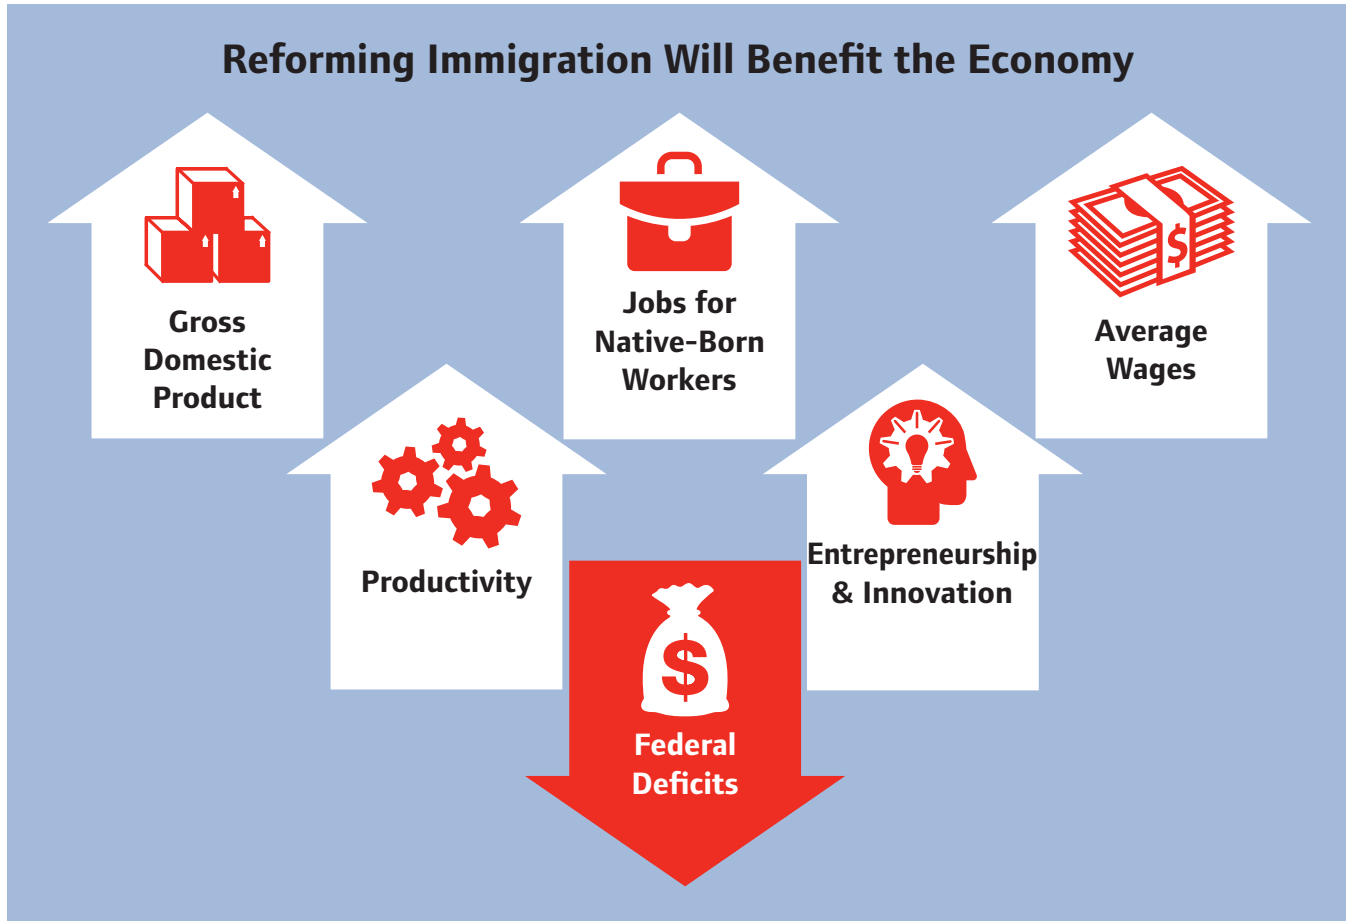 Reforming Immigration Will Benefit the Economy
Gross
Domestic
Product
Jobs for
Native-Born
Workers
Average
Wages
Productivity
Entrepreneurship
& Innovation
$
$
Federal
Deficits